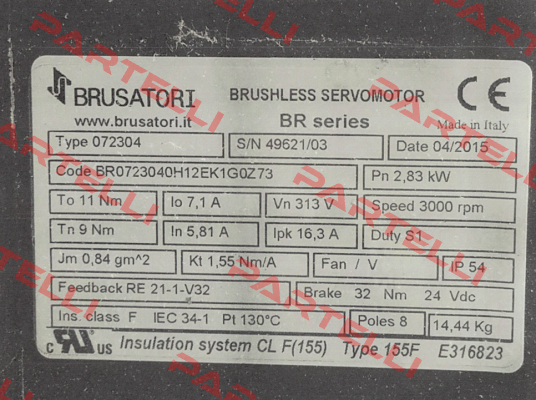 BRUSATORI BRUSHLESS SERVOMOTOR CE
www.brusatori.it BR series Made in Italy
Type 072304 S/N 49621/03 Date 04/2015
Code BR0723040H12EK1G0Z73 Pn 2,83 kW
To 11 Nm Io 7,1 A Vn 313 V Speed 3000 rpm
Tn 9 Nm In 5,81 A Ipk 16,3 A Duty S1
Jm 0,84 gm^2 Kt 1,55 Nm/A Fan / V IP 54
Feedback RE 21-1-V32 Brake 32 Nm 24 Vdc
Ins. class F IEC 34-1 Pt 130°C Poles 8 14,44 Kg
c RU US Insulation system CL F(155) Type 155F E316823
PARTELLI
PARTELLI
PARTELLI
PARTELLI
PARTELLI
PARTELLI